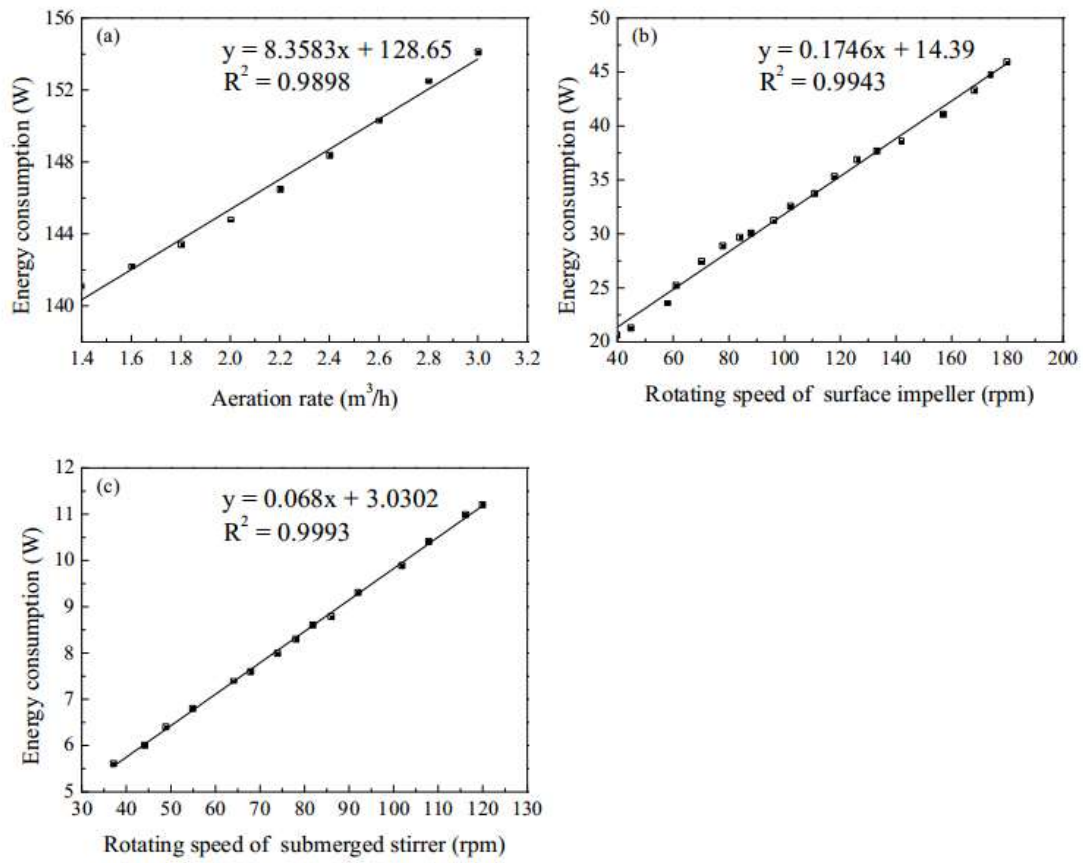 (a)
y = 8.3583x + 128.65
R² = 0.9898
Energy consumption (W)
156
152
148
144
140
1.4 1.6 1.8 2.0 2.2 2.4 2.6 2.8 3.0 3.2
Aeration rate (m³/h)
(b)
y = 0.1746x + 14.39
R² = 0.9943
Energy consumption (W)
50
45
40
35
30
25
20
40 60 80 100 120 140 160 180 200
Rotating speed of surface impeller (rpm)
(c)
y = 0.068x + 3.0302
R² = 0.9993
Energy consumption (W)
12
11
10
9
8
7
6
5
30 40 50 60 70 80 90 100 110 120 130
Rotating speed of submerged stirrer (rpm)